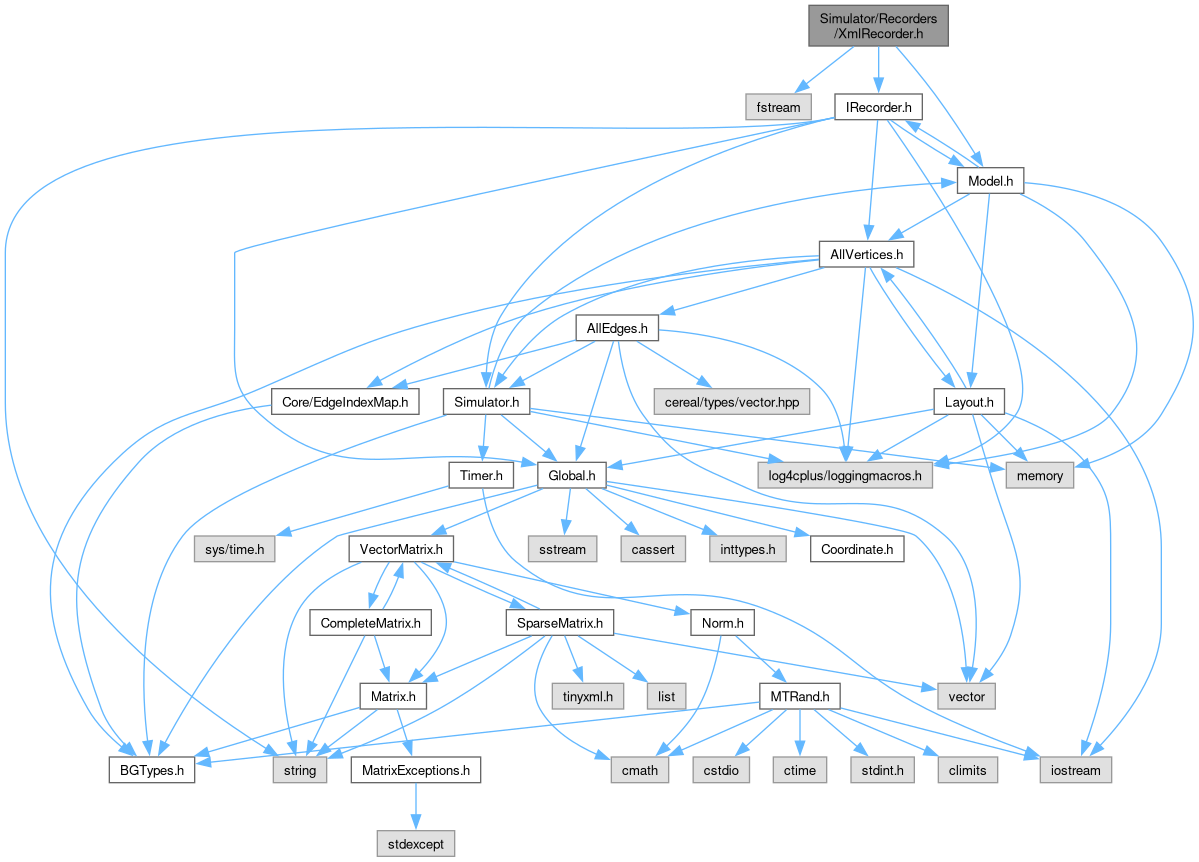 Simulator/Recorders
/XmlRecorder.h
fstream
IRecorder.h
Model.h
AllVertices.h
AllEdges.h
Core/EdgeIndexMap.h
Simulator.h
cereal/types/vector.hpp
Layout.h
Timer.h
Global.h
log4cplus/loggingmacros.h
memory
sys/time.h
VectorMatrix.h
sstream
cassert
inttypes.h
Coordinate.h
CompleteMatrix.h
SparseMatrix.h
Norm.h
Matrix.h
tinyxml.h
list
MTRand.h
vector
BGTypes.h
string
MatrixExceptions.h
cmath
cstdio
ctime
stdint.h
climits
iostream
stdexcept